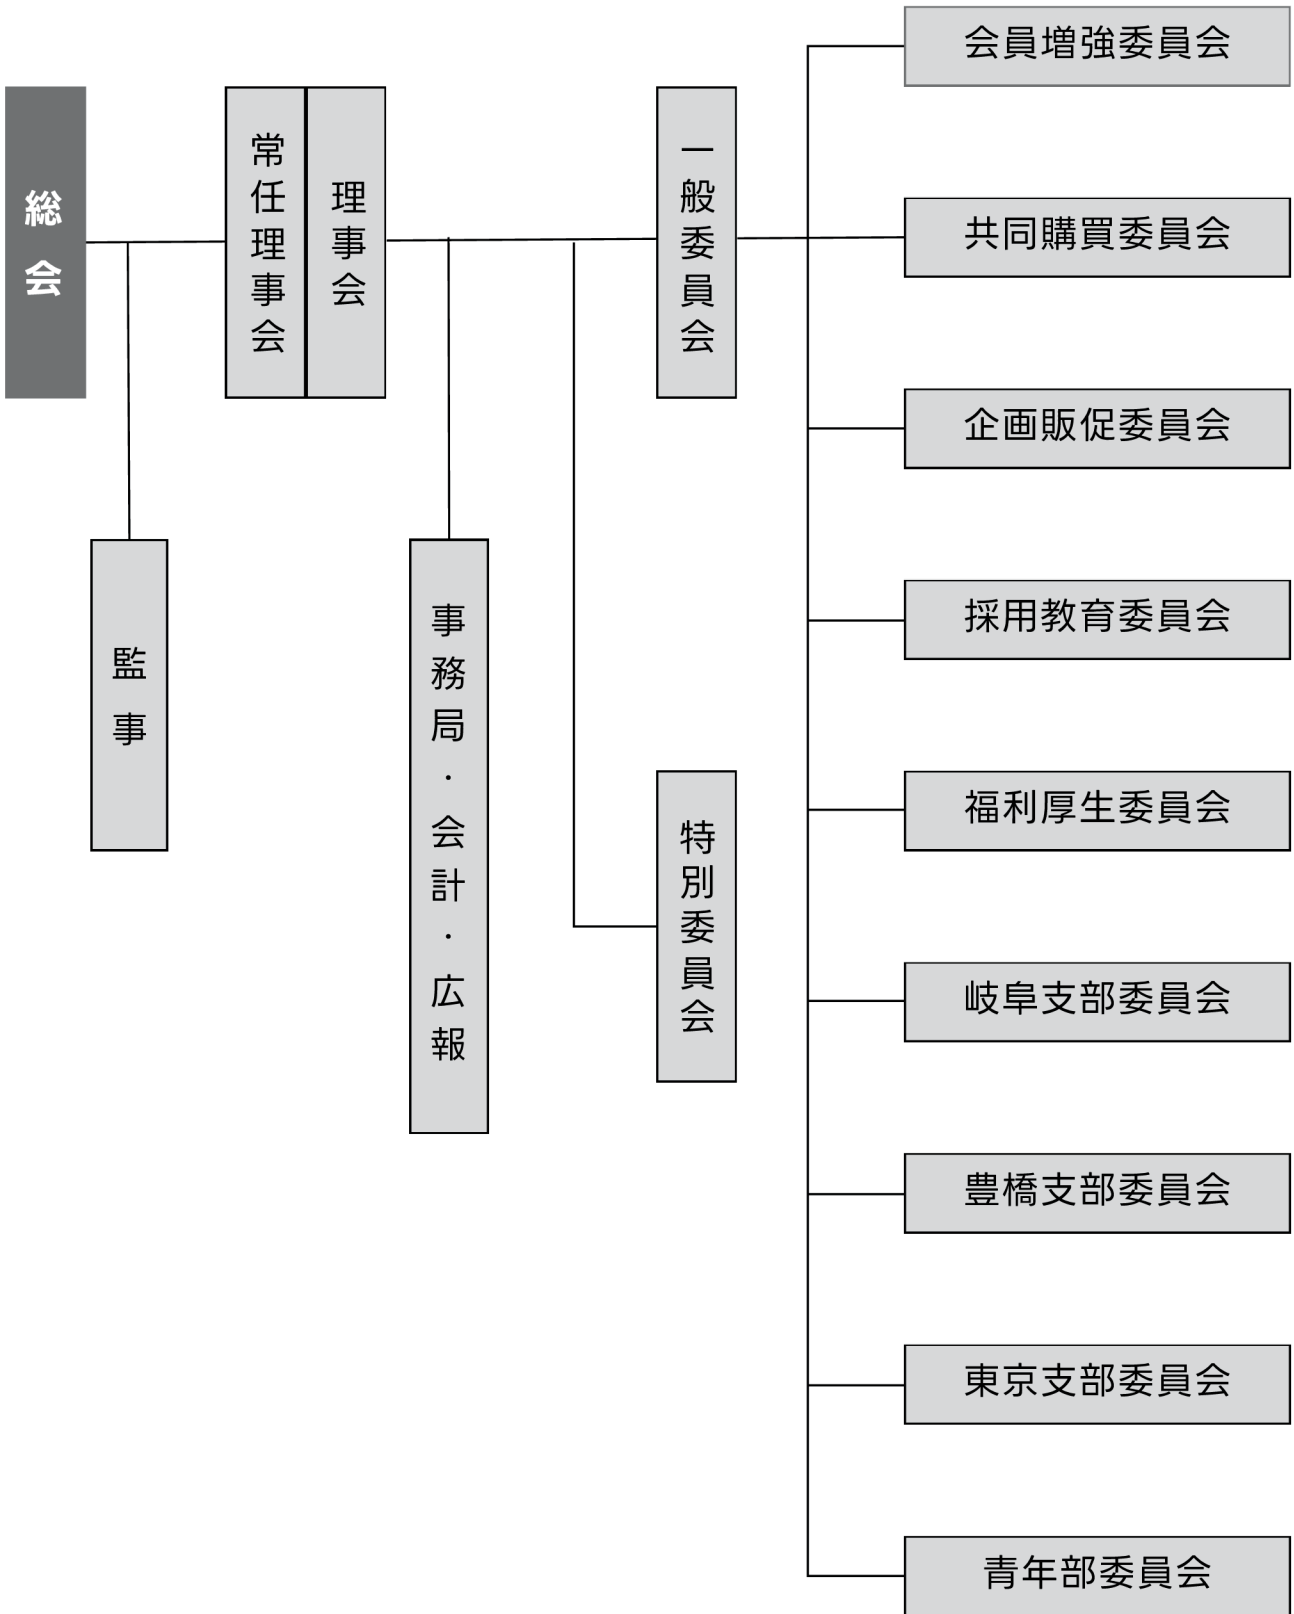 総会
監事
常任理事会
理事会
事務局・会計・広報
一般委員会
特別委員会
会員増強委員会
共同購買委員会
企画販促委員会
採用教育委員会
福利厚生委員会
岐阜支部委員会
豊橋支部委員会
東京支部委員会
青年部委員会